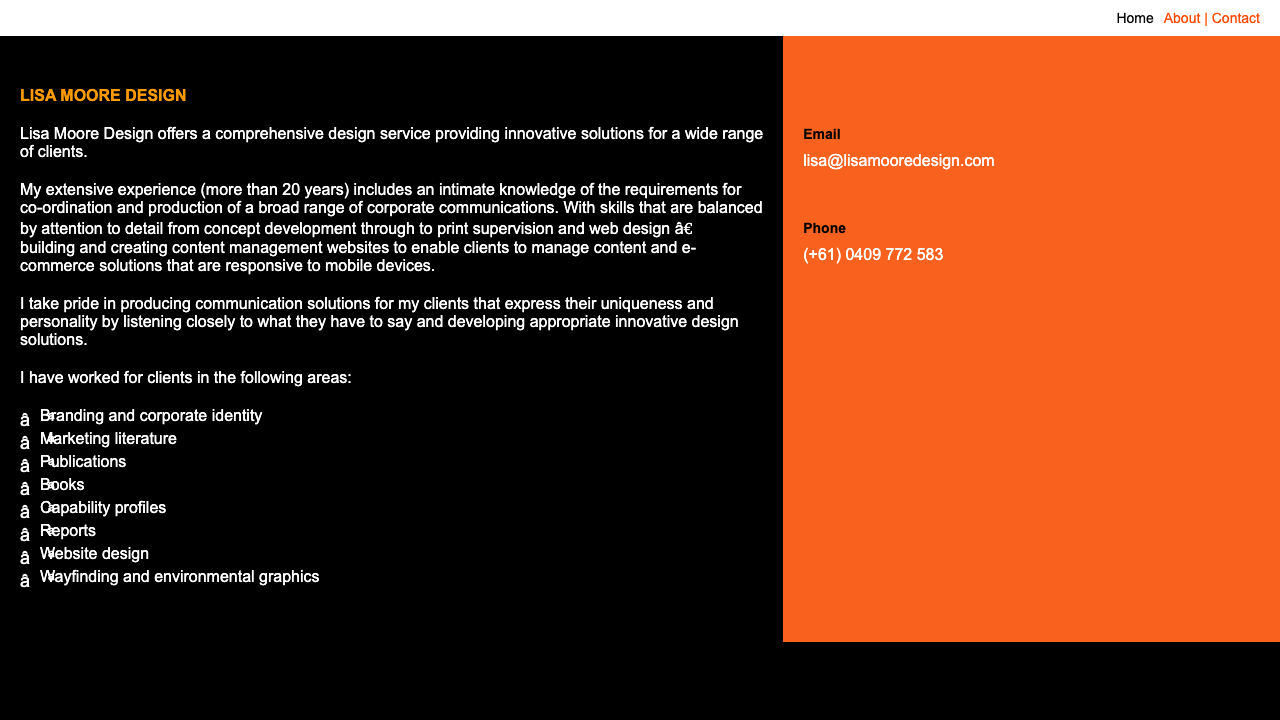 Home About | Contact
LISA MOORE DESIGN
Lisa Moore Design offers a comprehensive design service providing innovative solutions for a wide range
of clients.
My extensive experience (more than 20 years) includes an intimate knowledge of the requirements for
co-ordination and production of a broad range of corporate communications. With skills that are balanced
by attention to detail from concept development through to print supervision and web design â€
building and creating content management websites to enable clients to manage content and e-
commerce solutions that are responsive to mobile devices.
I take pride in producing communication solutions for my clients that express their uniqueness and
personality by listening closely to what they have to say and developing appropriate innovative design
solutions.
I have worked for clients in the following areas:
â Branding and corporate identity
â Marketing literature
â Publications
â Books
â Capability profiles
â Reports
â Website design
â Wayfinding and environmental graphics
Email
lisa@lisamooredesign.com
Phone
(+61) 0409 772 583